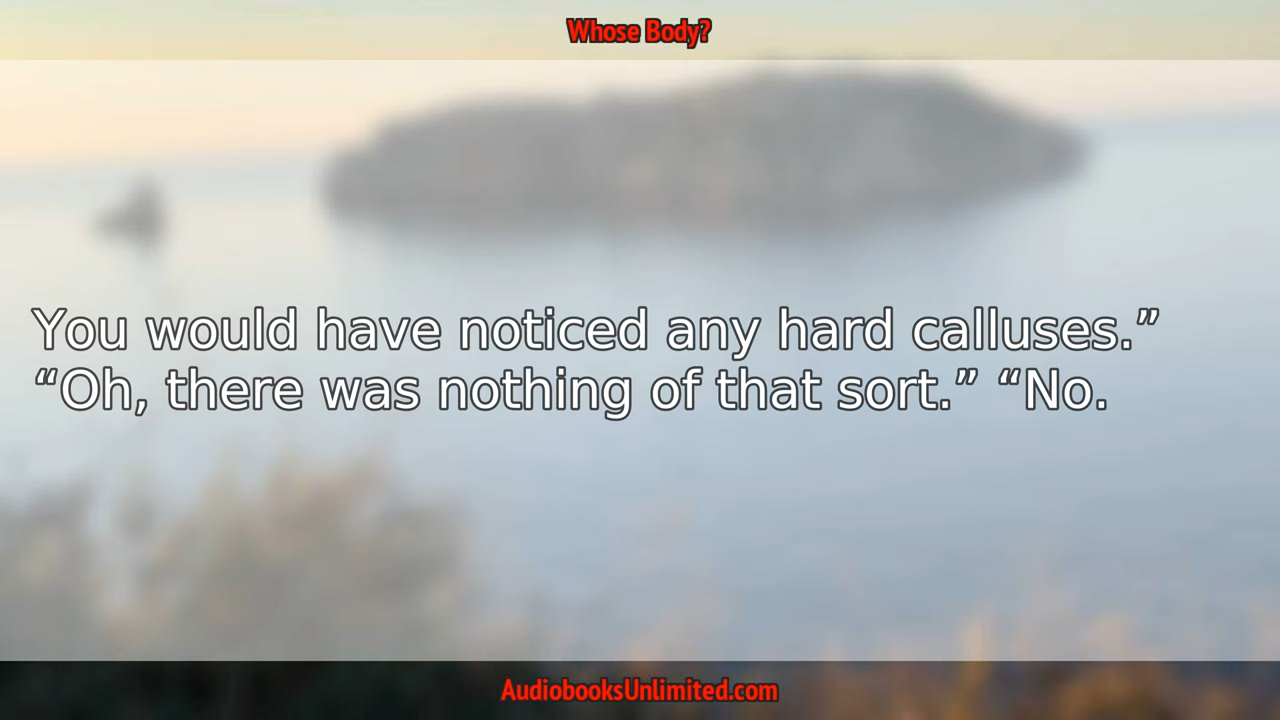 Whose Body?
You would have noticed any hard calluses.”
“Oh, there was nothing of that sort.” “No.
AudiobooksUnlimited.com